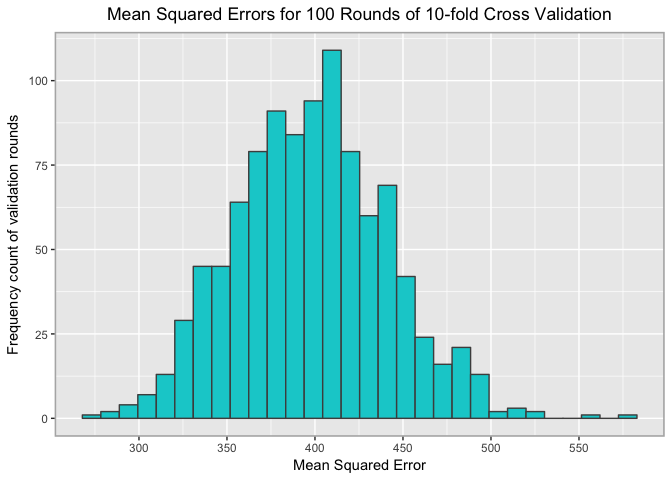 Mean Squared Errors for 100 Rounds of 10-fold Cross Validation
Frequency count of validation rounds
100
75
50
25
0
300 350 400 450 500 550
Mean Squared Error